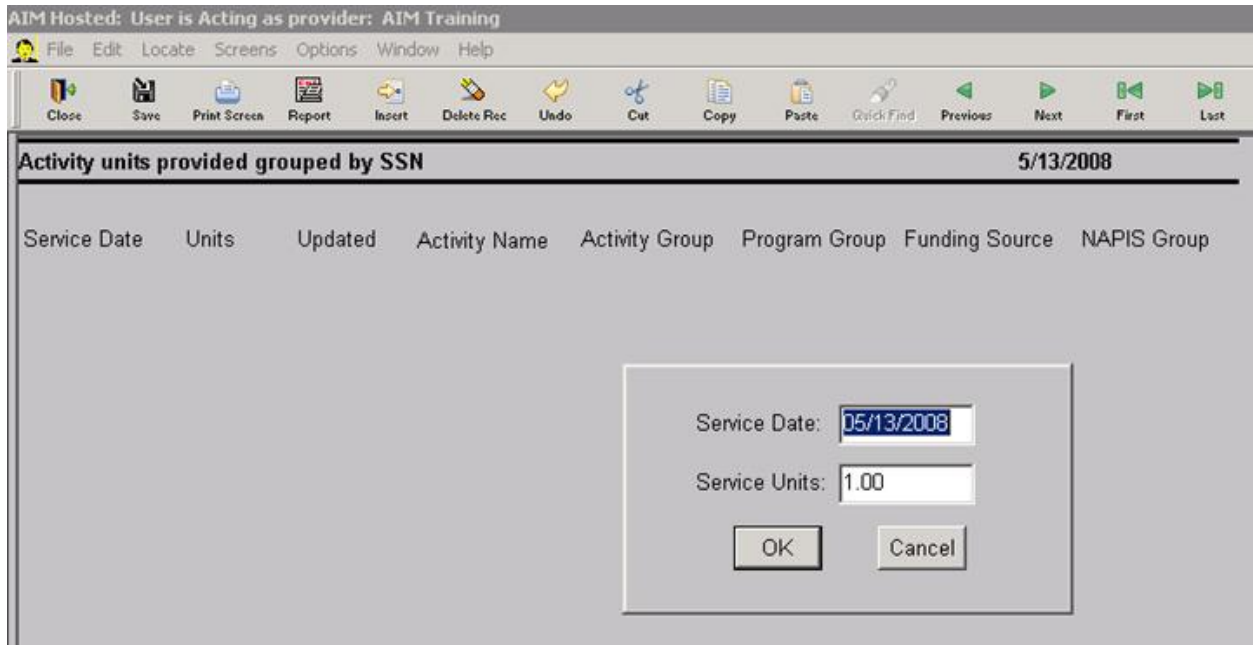 AIM Hosted: User is Acting as provider: AIM Training
File Edit Locate Screens Options Window Help
Close Save Print Screen Report Insert Delete Rec Undo Cut Copy Paste Quick Find Previous Next First Last
Activity units provided grouped by SSN 5/13/2008
Service Date Units Updated Activity Name Activity Group Program Group Funding Source NAPIS Group
Service Date: 05/13/2008
Service Units: 1.00
OK Cancel